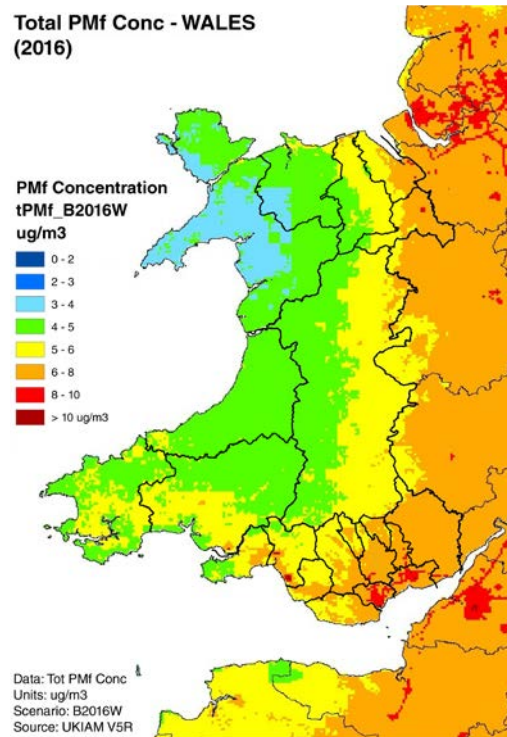 Total PMf Conc - WALES
(2016)
PMf Concentration
tPMf_B2016W
ug/m3
0 - 2
2 - 3
3 - 4
4 - 5
5 - 6
6 - 8
8 - 10
> 10 ug/m3
Data: Tot PMf Conc
Units: ug/m3
Scenario: B2016W
Source: UKIAM V5R